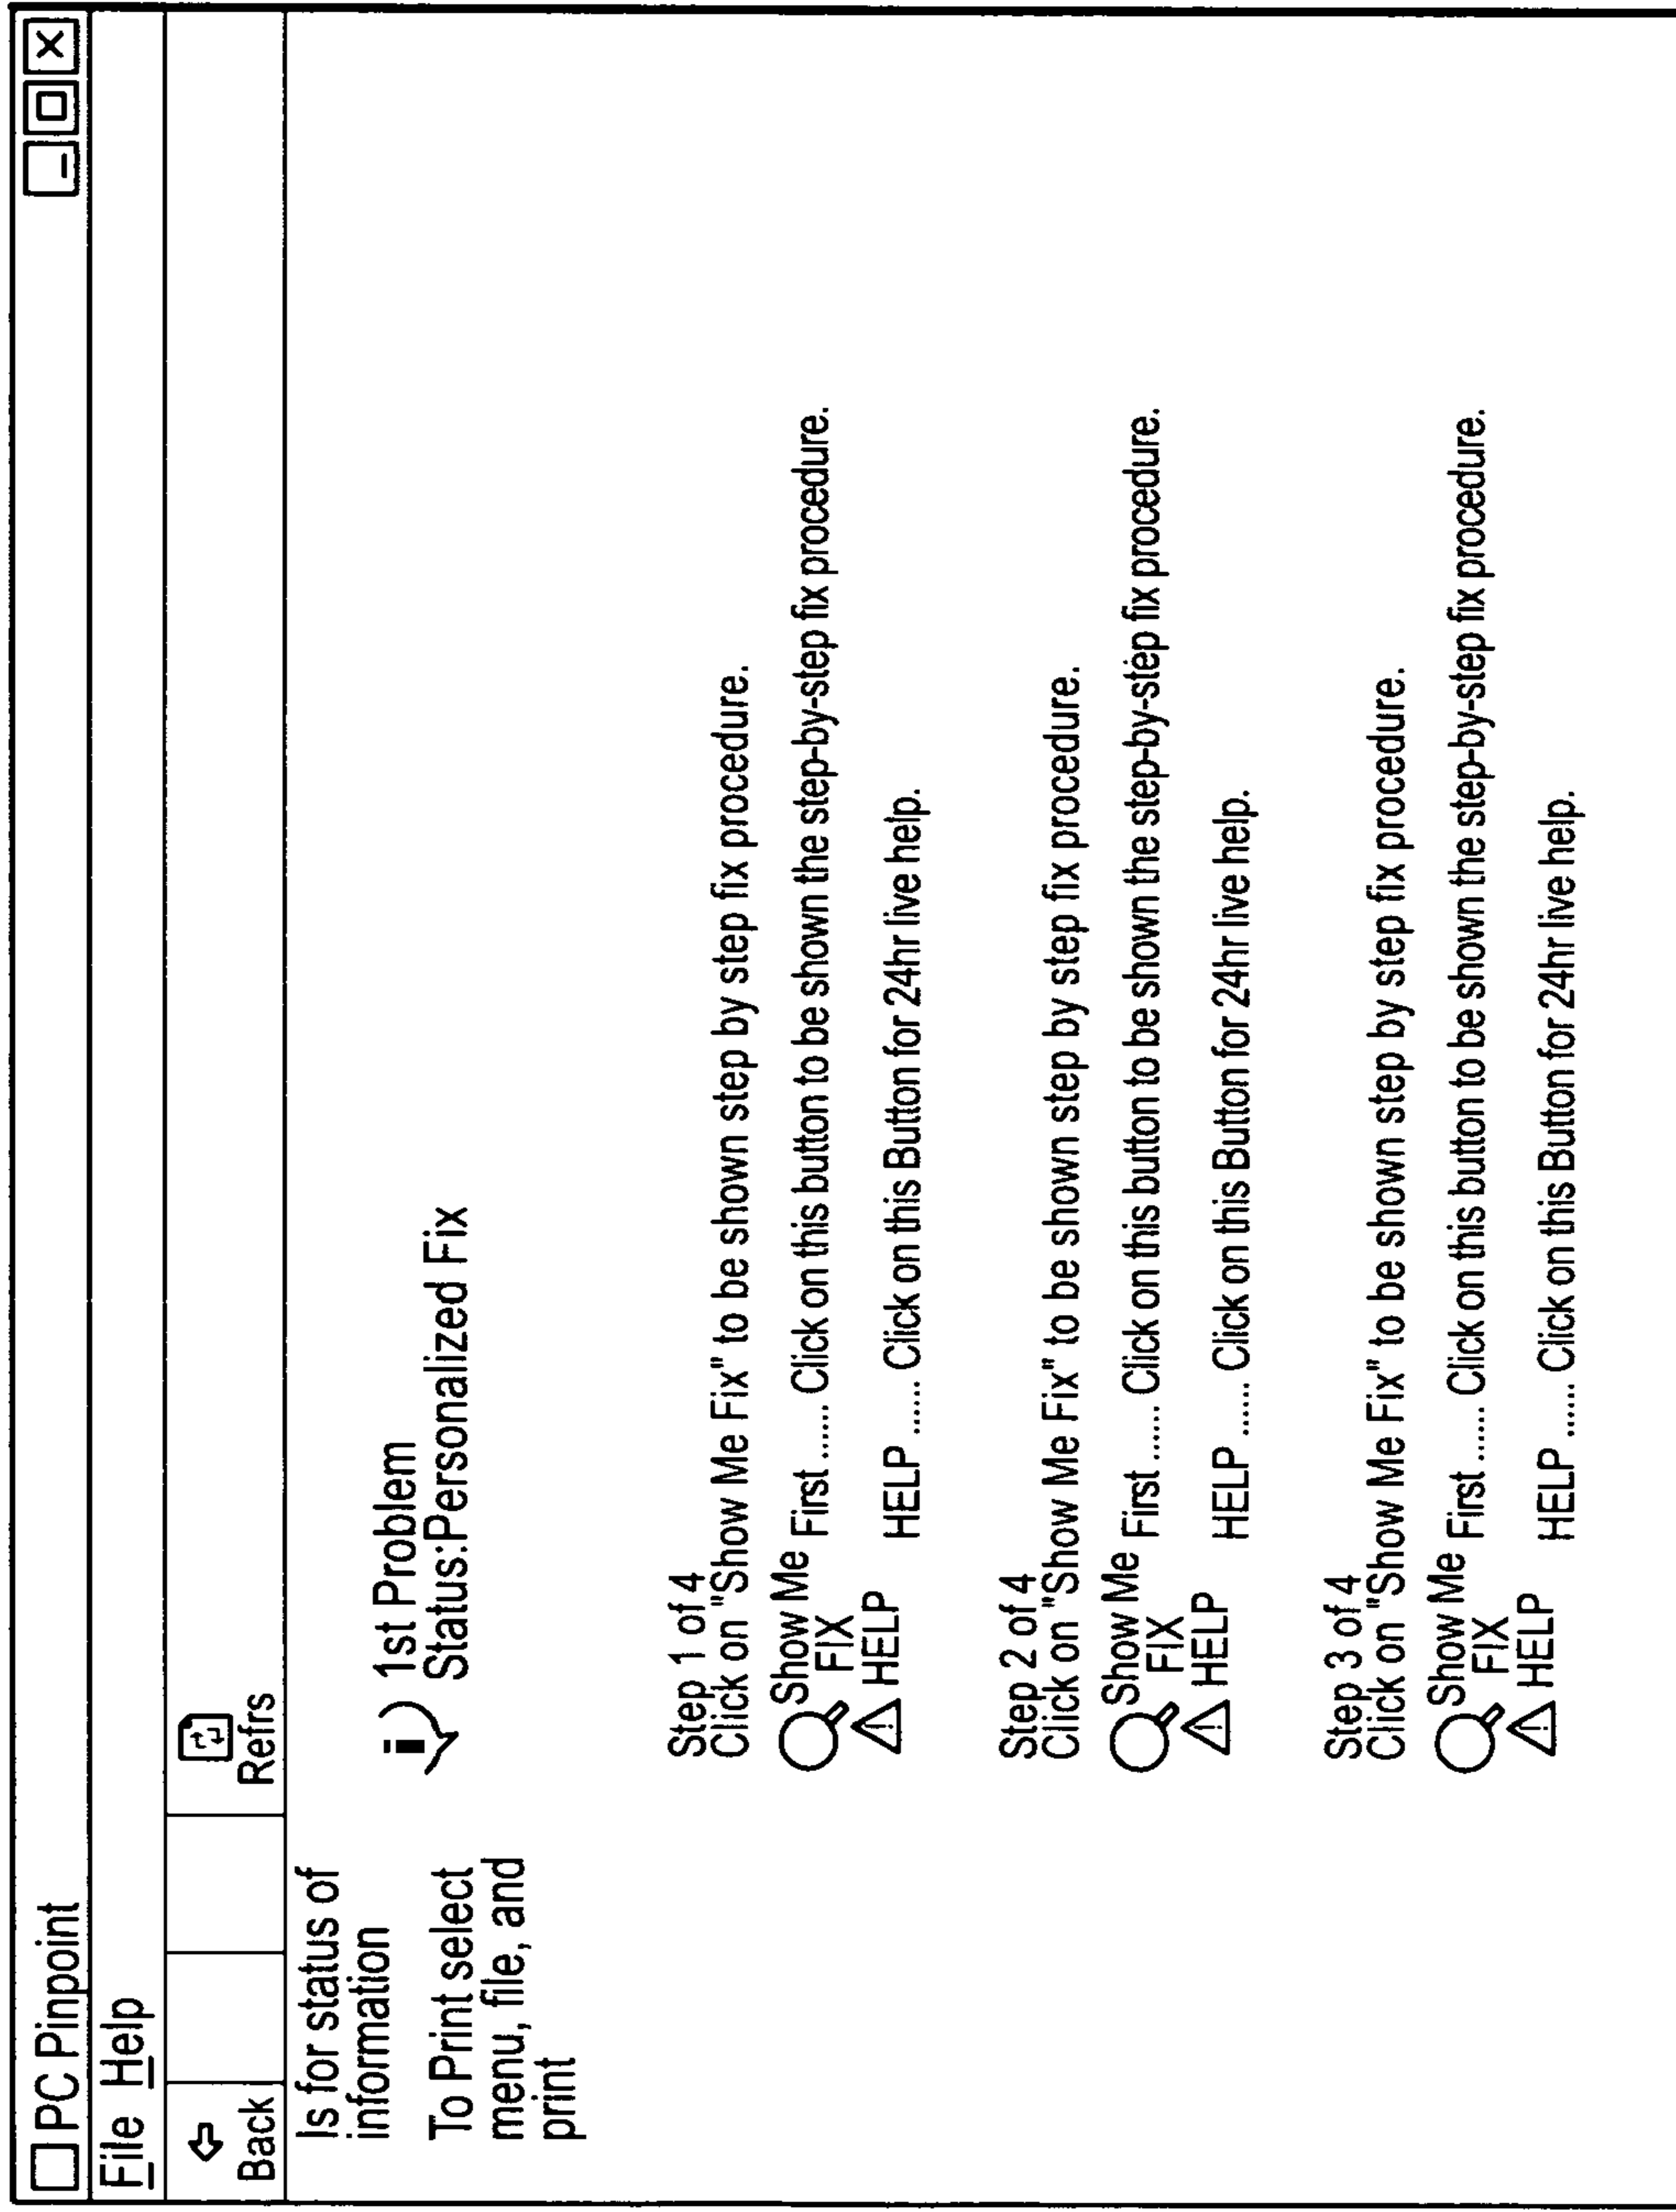 PC Pinpoint
File Help
Back
Refrs
Is for status of
information
To Print select
menu, file, and
print
i
1st Problem
Status:Personalized Fix
Step 1 of 4
Click on "Show Me Fix" to be shown step by step fix procedure.
Show Me
FIX
First ...... Click on this button to be shown the step-by-step fix procedure.
HELP
HELP ...... Click on this Button for 24hr live help.
Step 2 of 4
Click on "Show Me Fix" to be shown step by step fix procedure.
Show Me
FIX
First ...... Click on this button to be shown the step-by-step fix procedure.
HELP
HELP ...... Click on this Button for 24hr live help.
Step 3 of 4
Click on "Show Me Fix" to be shown step by step fix procedure.
Show Me
FIX
First ...... Click on this button to be shown the step-by-step fix procedure.
HELP
HELP ...... Click on this Button for 24hr live help.